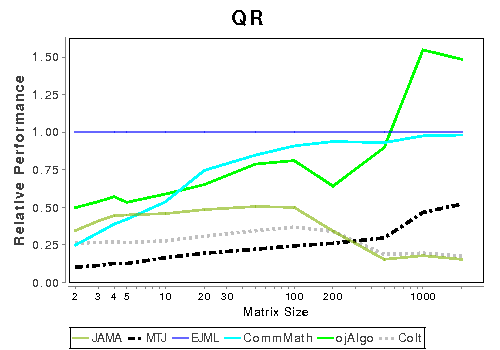 QR
Relative Performance
1.50
1.25
1.00
0.75
0.50
0.25
0.00
2 3 4 5 10 20 30 100 200 1000
Matrix Size
JAMA MTJ EJML CommMath ojAlgo Colt